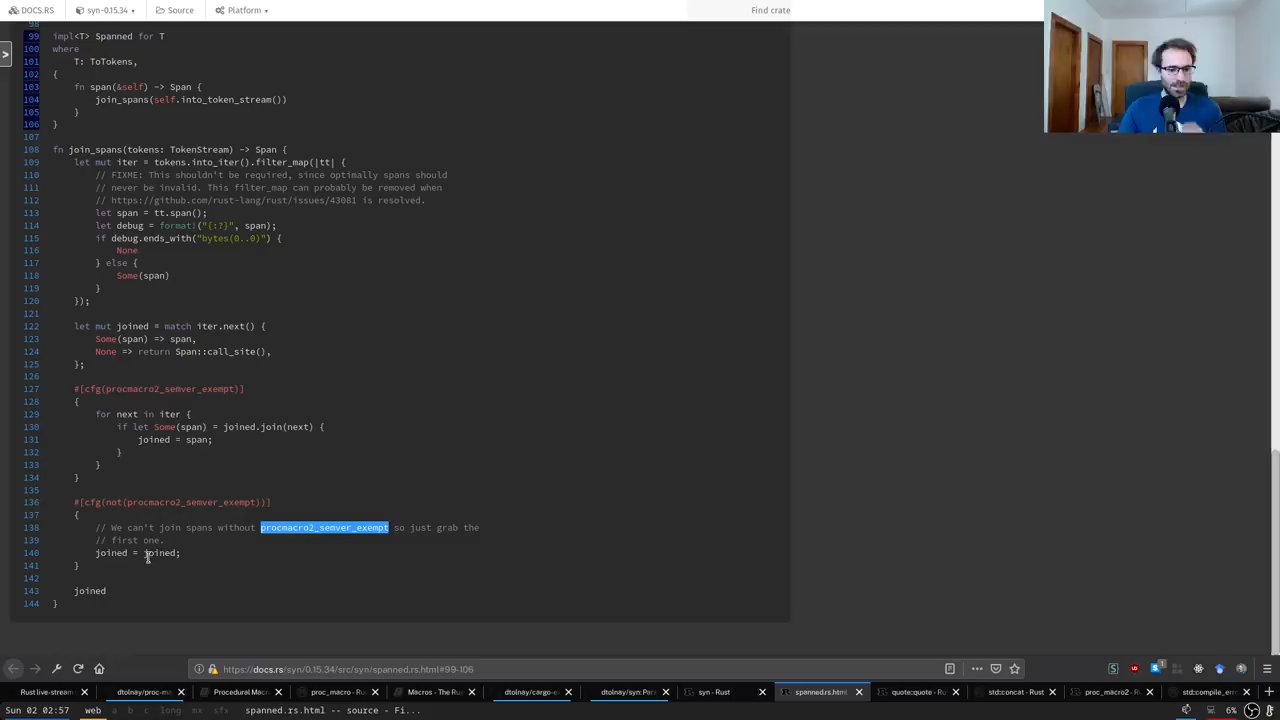 DOCS.RS syn-0.15.34 Source Platform Find crate
98
99 impl<T> Spanned for T
100 where
101 T: ToTokens,
102 {
103 fn span(&self) -> Span {
104 join_spans(self.into_token_stream())
105 }
106 }
107
108 fn join_spans(tokens: TokenStream) -> Span {
109 let mut iter = tokens.into_iter().filter_map(|tt| {
110 // FIXME: This shouldn't be required, since optimally spans should
111 // never be invalid. This filter_map can probably be removed when
112 // https://github.com/rust-lang/rust/issues/43081 is resolved.
113 let span = tt.span();
114 let debug = format!("{:?}", span);
115 if debug.ends_with("bytes(0..0)") {
116 None
117 } else {
118 Some(span)
119 }
120 });
121
122 let mut joined = match iter.next() {
123 Some(span) => span,
124 None => return Span::call_site(),
125 };
126
127 #[cfg(procmacro2_semver_exempt)]
128 {
129 for next in iter {
130 if let Some(span) = joined.join(next) {
131 joined = span;
132 }
133 }
134 }
135
136 #[cfg(not(procmacro2_semver_exempt))]
137 {
138 // We can't join spans without procmacro2_semver_exempt so just grab the
139 // first one.
140 joined = joined;
141 }
142
143 joined
144 }
https://docs.rs/syn/0.15.34/src/syn/spanned.rs.html#99-106
Rust live-stream dtolnay/proc-m Procedural Macr proc_macro - Ru Macros - The Ru dtolnay/cargo-e dtolnay/syn: Par syn - Rust spanned.rs.html quote::quote - R std::concat - Rust proc_macro2 - R std::compile_err
Sun 02 02:57 web a b c long mx sfx spanned.rs.html -- source - Fi... 6%